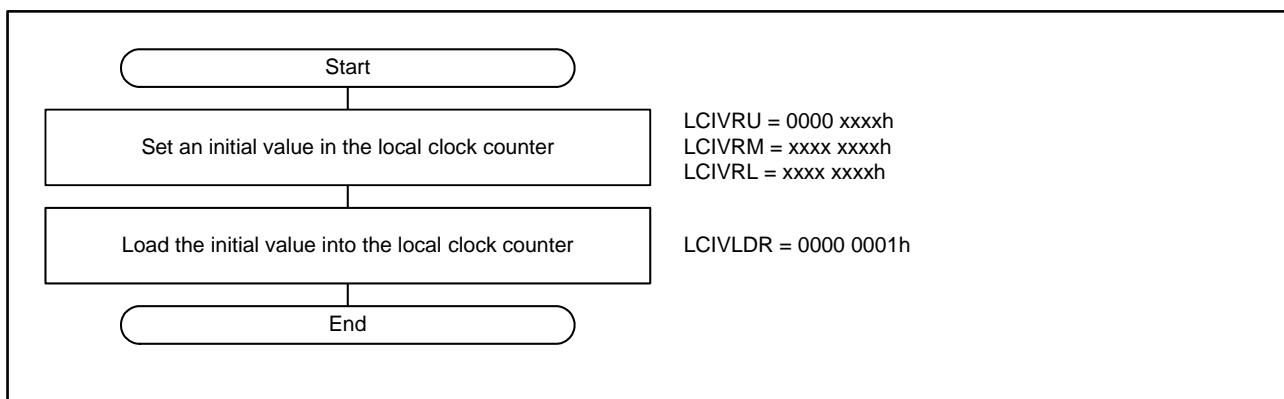 Start
Set an initial value in the local clock counter
LCIVRU = 0000 xxxxh
LCIVRM = xxxx xxxxh
LCIVRL = xxxx xxxxh
Load the initial value into the local clock counter
LCIVLDR = 0000 0001h
End